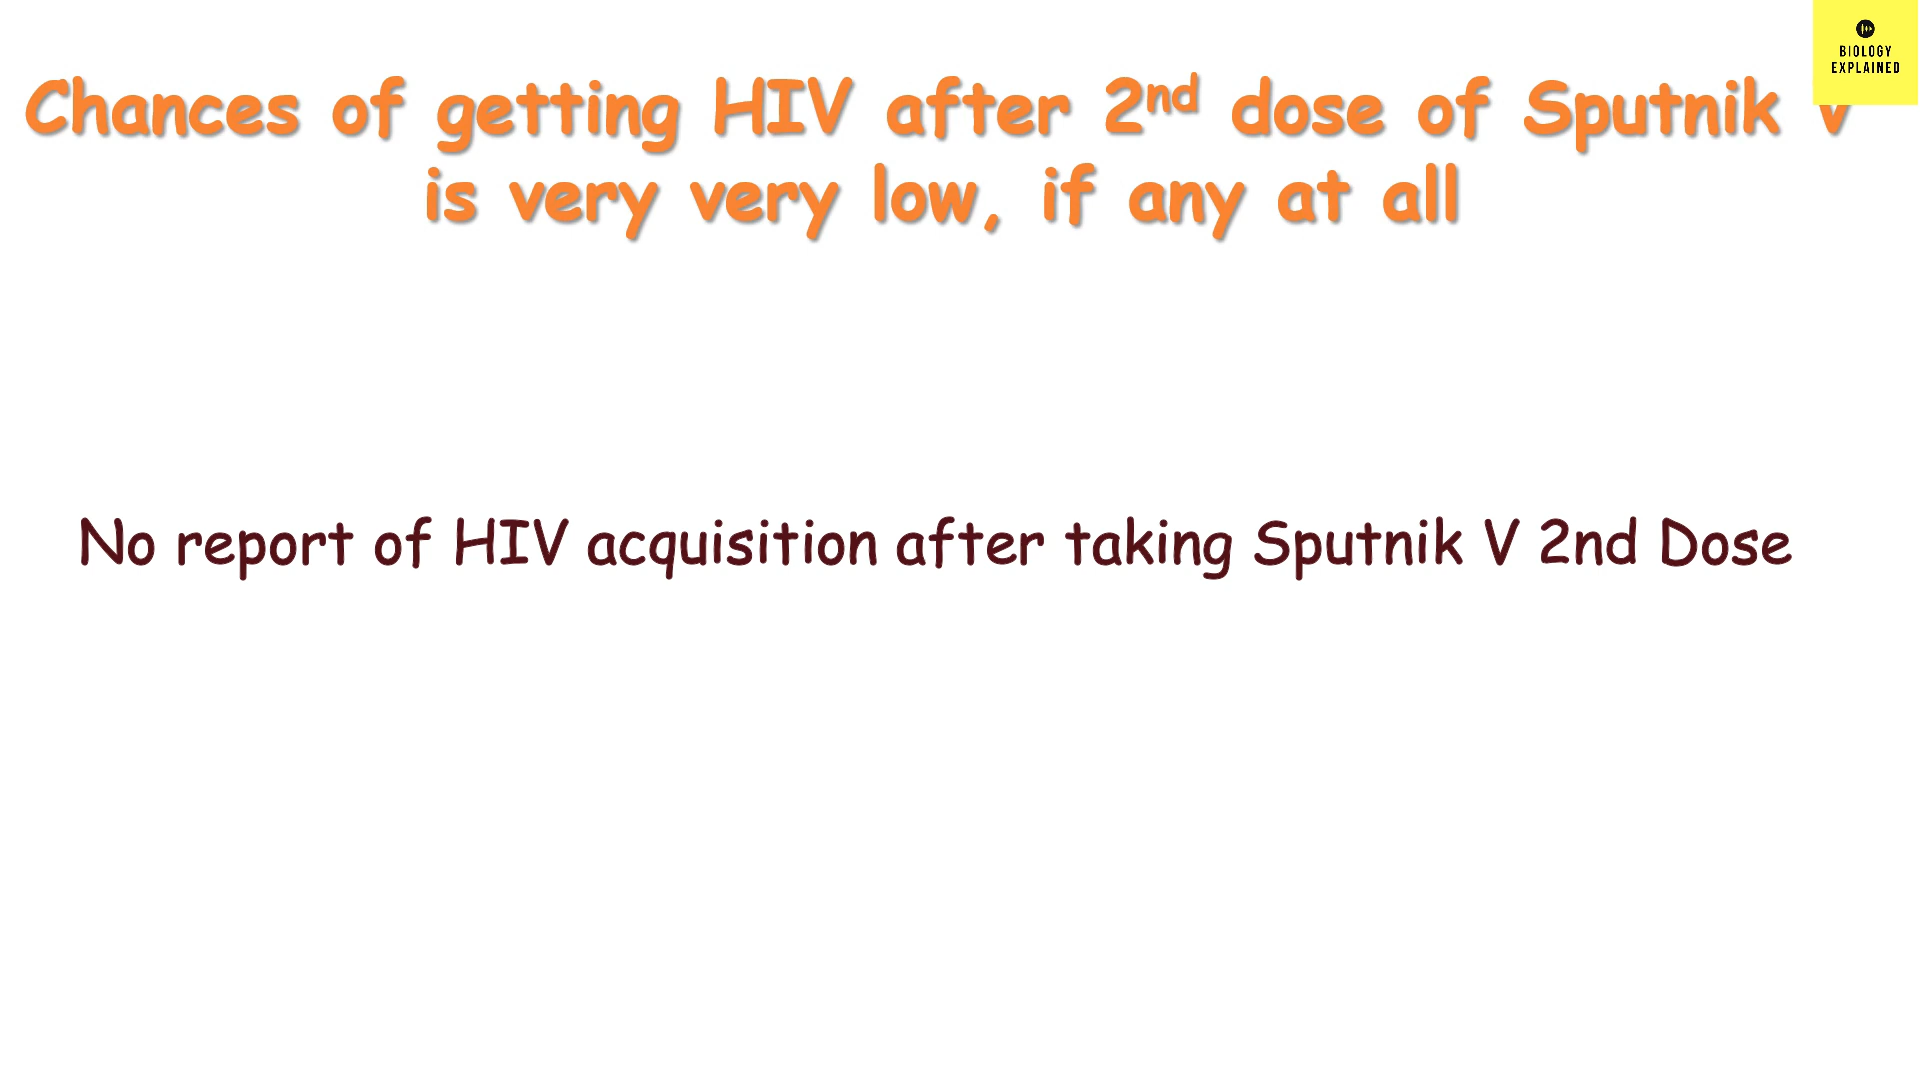 BIOLOGY
EXPLAINED
Chances of getting HIV after 2nd dose of Sputnik V
is very very low, if any at all
No report of HIV acquisition after taking Sputnik V 2nd Dose